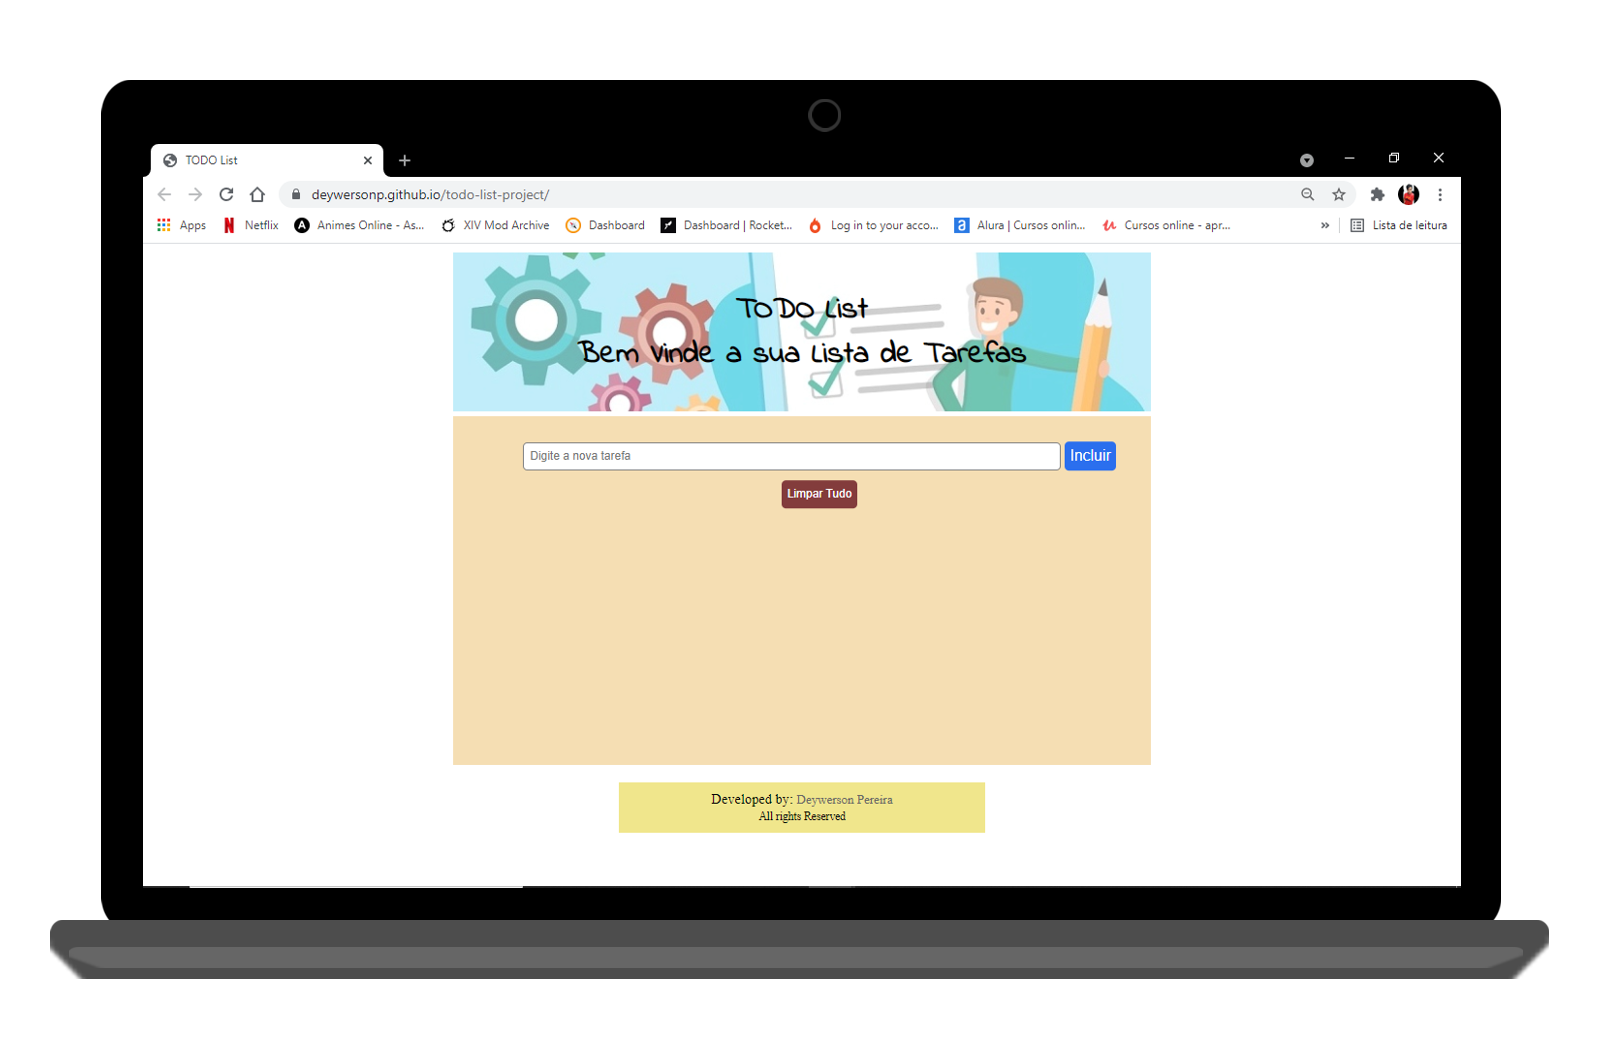 TODO List
deywersonp.github.io/todo-list-project/
Apps Netflix Animes Online - As... XIV Mod Archive Dashboard Dashboard | Rocket... Log in to your acco... Alura | Cursos onlin... Cursos online - apr... » Lista de leitura
ToDo List
Bem vinde a sua Lista de Tarefas
Digite a nova tarefa Incluir
Limpar Tudo
Developed by: Deywerson Pereira
All rights Reserved